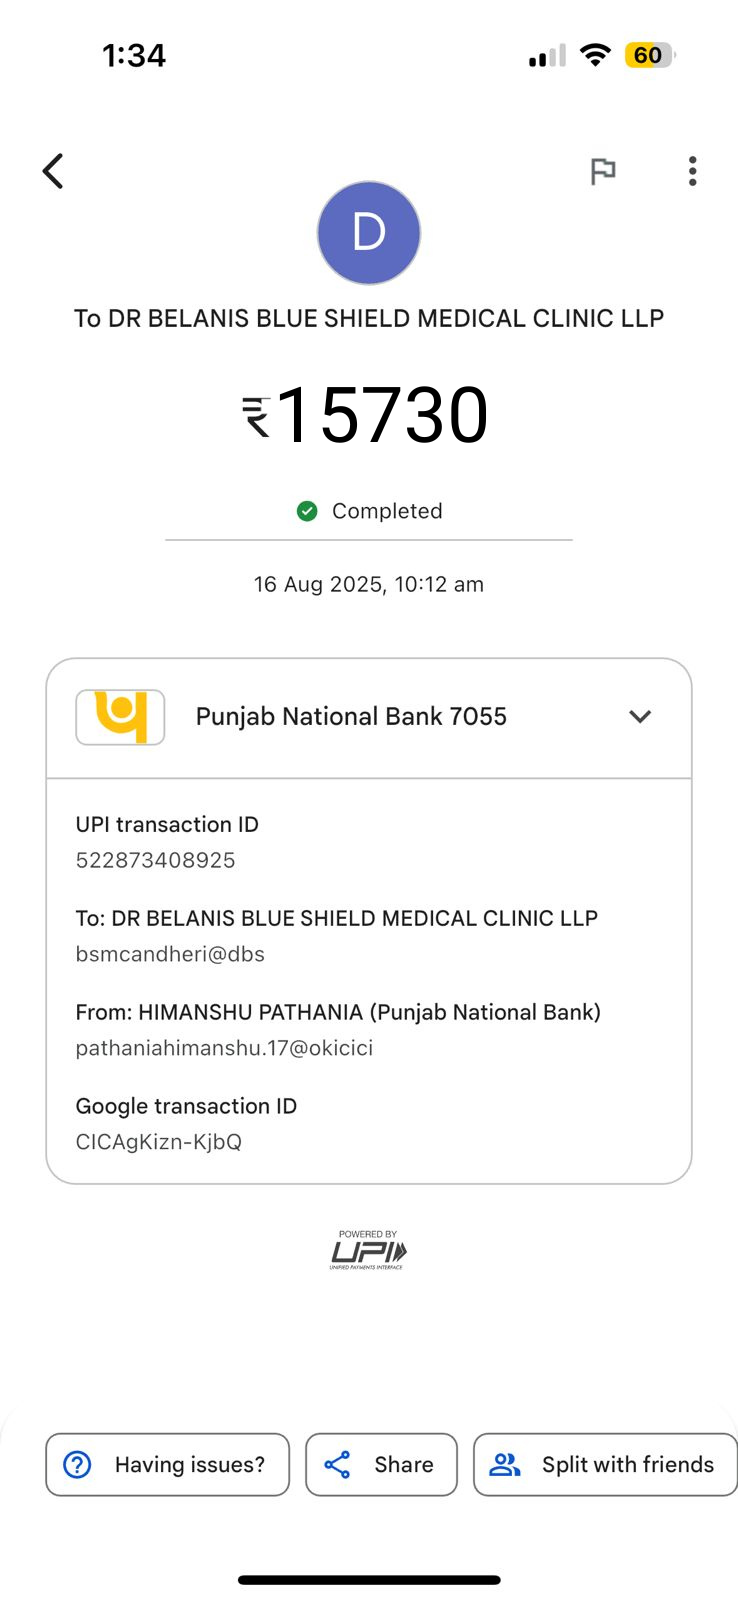 1:34
60
D
To DR BELANIS BLUE SHIELD MEDICAL CLINIC LLP
₹15730
Completed
16 Aug 2025, 10:12 am
Punjab National Bank 7055
UPI transaction ID
522873408925
To: DR BELANIS BLUE SHIELD MEDICAL CLINIC LLP
bsmcandheri@dbs
From: HIMANSHU PATHANIA (Punjab National Bank)
pathaniahimanshu.17@okicici
Google transaction ID
CICAgKizn-KjbQ
POWERED BY
UPI
UNIFIED PAYMENTS INTERFACE
Having issues?
Share
Split with friends